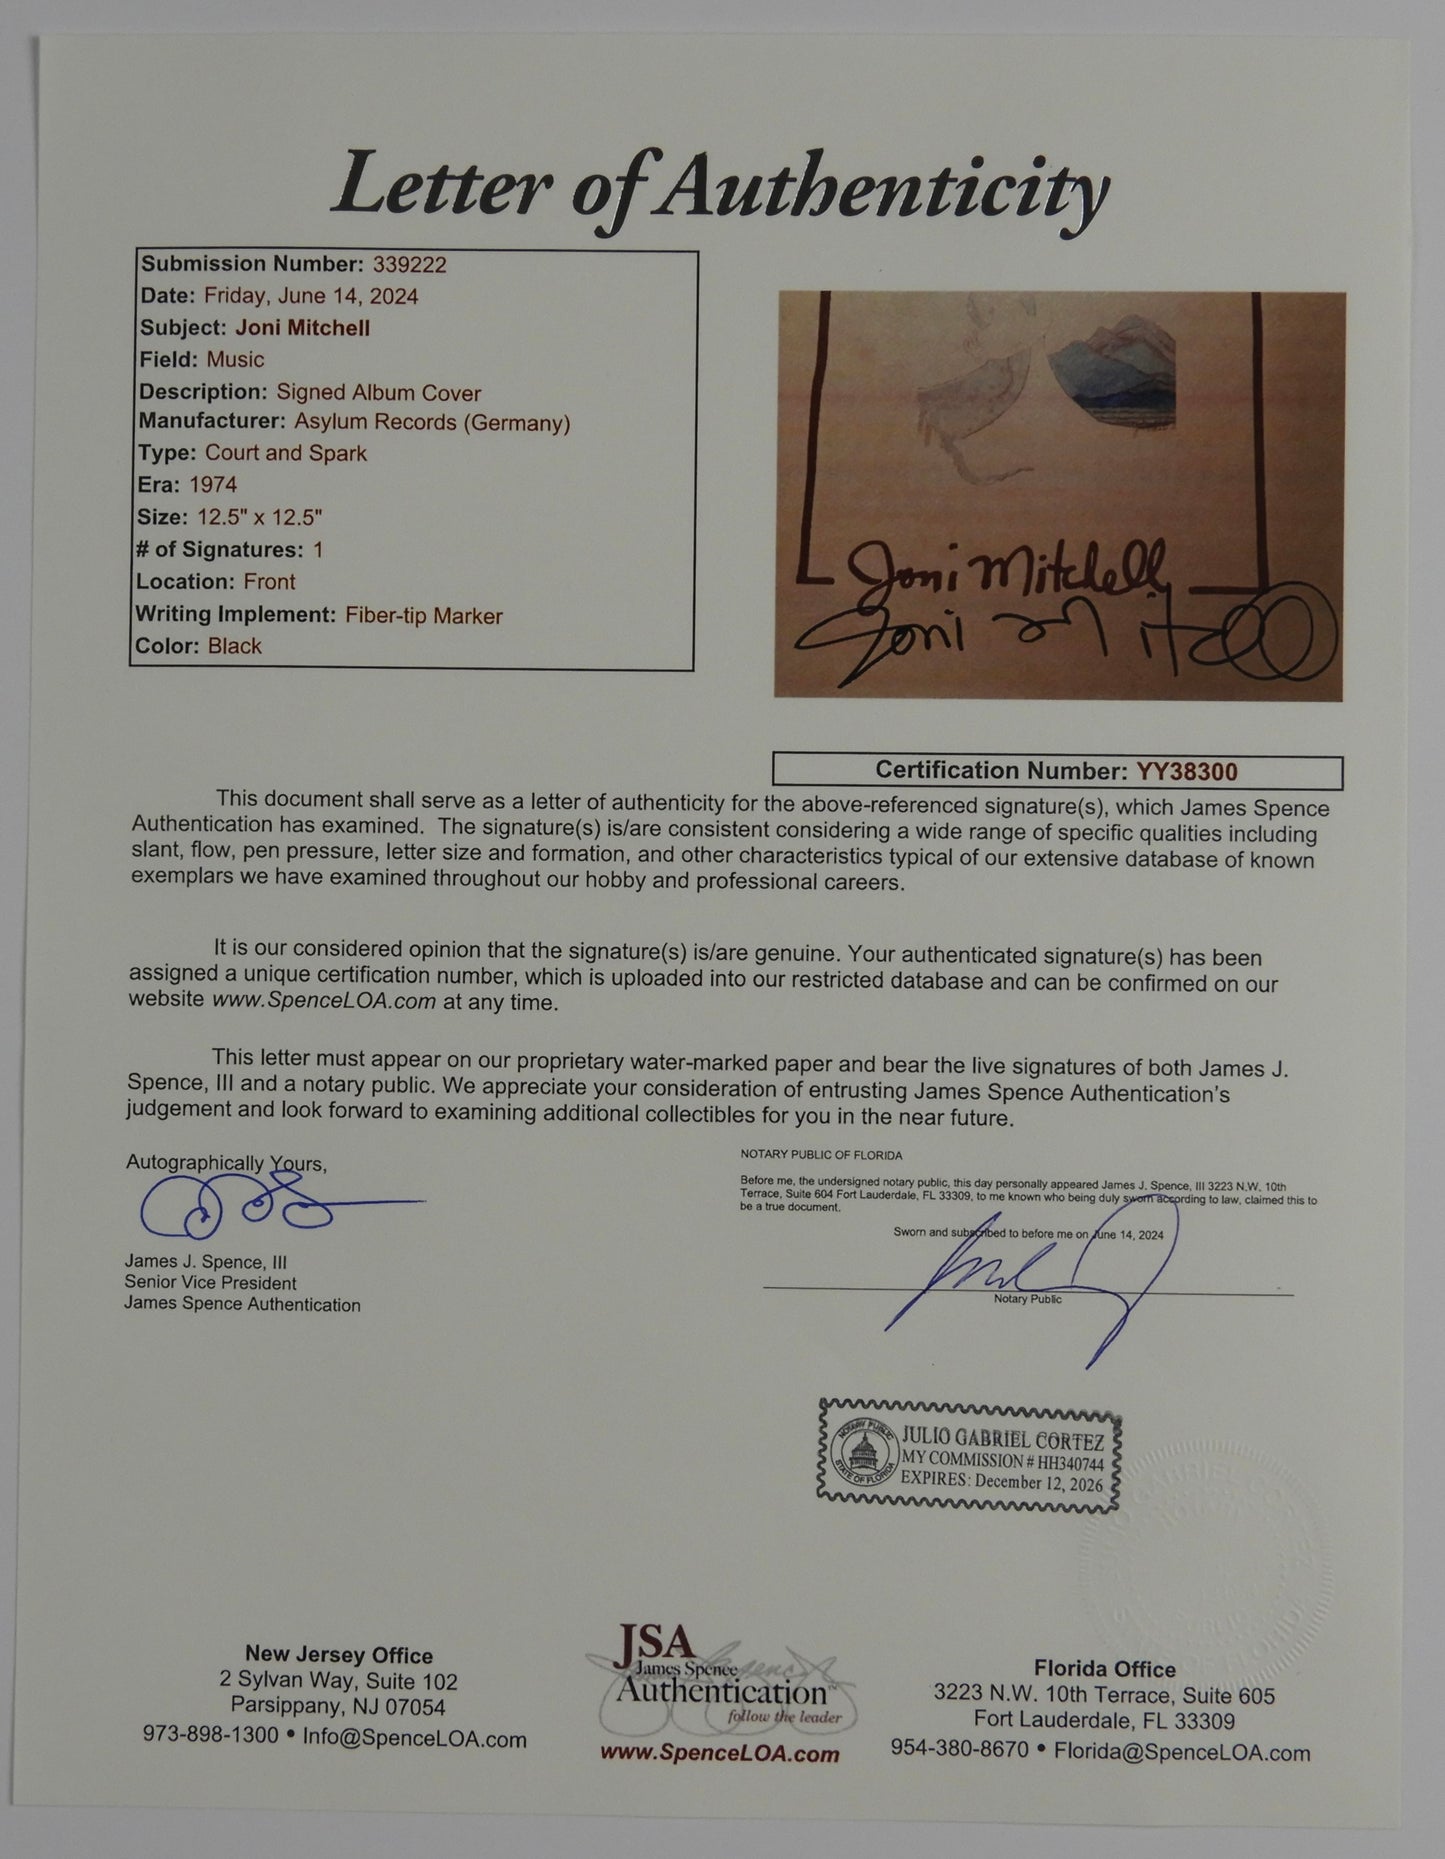 Letter of Authenticity
Submission Number: 339222
Date: Friday, June 14, 2024
Subject: Joni Mitchell
Field: Music
Description: Signed Album Cover
Manufacturer: Asylum Records (Germany)
Type: Court and Spark
Era: 1974
Size: 12.5" x 12.5"
# of Signatures: 1
Location: Front
Writing Implement: Fiber-tip Marker
Color: Black
Joni Mitchell
Joni Mitchell
Certification Number: YY38300
This document shall serve as a letter of authenticity for the above-referenced signature(s), which James Spence
Authentication has examined. The signature(s) is/are consistent considering a wide range of specific qualities including
slant, flow, pen pressure, letter size and formation, and other characteristics typical of our extensive database of known
exemplars we have examined throughout our hobby and professional careers.
It is our considered opinion that the signature(s) is/are genuine. Your authenticated signature(s) has been
assigned a unique certification number, which is uploaded into our restricted database and can be confirmed on our
website www.SpenceLOA.com at any time.
This letter must appear on our proprietary water-marked paper and bear the live signatures of both James J.
Spence, III and a notary public. We appreciate your consideration of entrusting James Spence Authentication's
judgement and look forward to examining additional collectibles for you in the near future.
Autographically Yours,
James J. Spence, III
Senior Vice President
James Spence Authentication
NOTARY PUBLIC OF FLORIDA
Before me, the undersigned notary public, this day personally appeared James J. Spence, III 3223 N.W. 10th
Terrace, Suite 604 Fort Lauderdale, FL 33309, to me known who being duly sworn according to law, claimed this to
be a true document.
Sworn and subscribed to before me on June 14, 2024
Notary Public
NOTARY PUBLIC
STATE OF FLORIDA
JULIO GABRIEL CORTEZ
MY COMMISSION # HH340744
EXPIRES: December 12, 2026
New Jersey Office
2 Sylvan Way, Suite 102
Parsippany, NJ 07054
973-898-1300 • Info@SpenceLOA.com
JSA
James Spence
Authentication™
follow the leader
www.SpenceLOA.com
Florida Office
3223 N.W. 10th Terrace, Suite 605
Fort Lauderdale, FL 33309
954-380-8670 • Florida@SpenceLOA.com